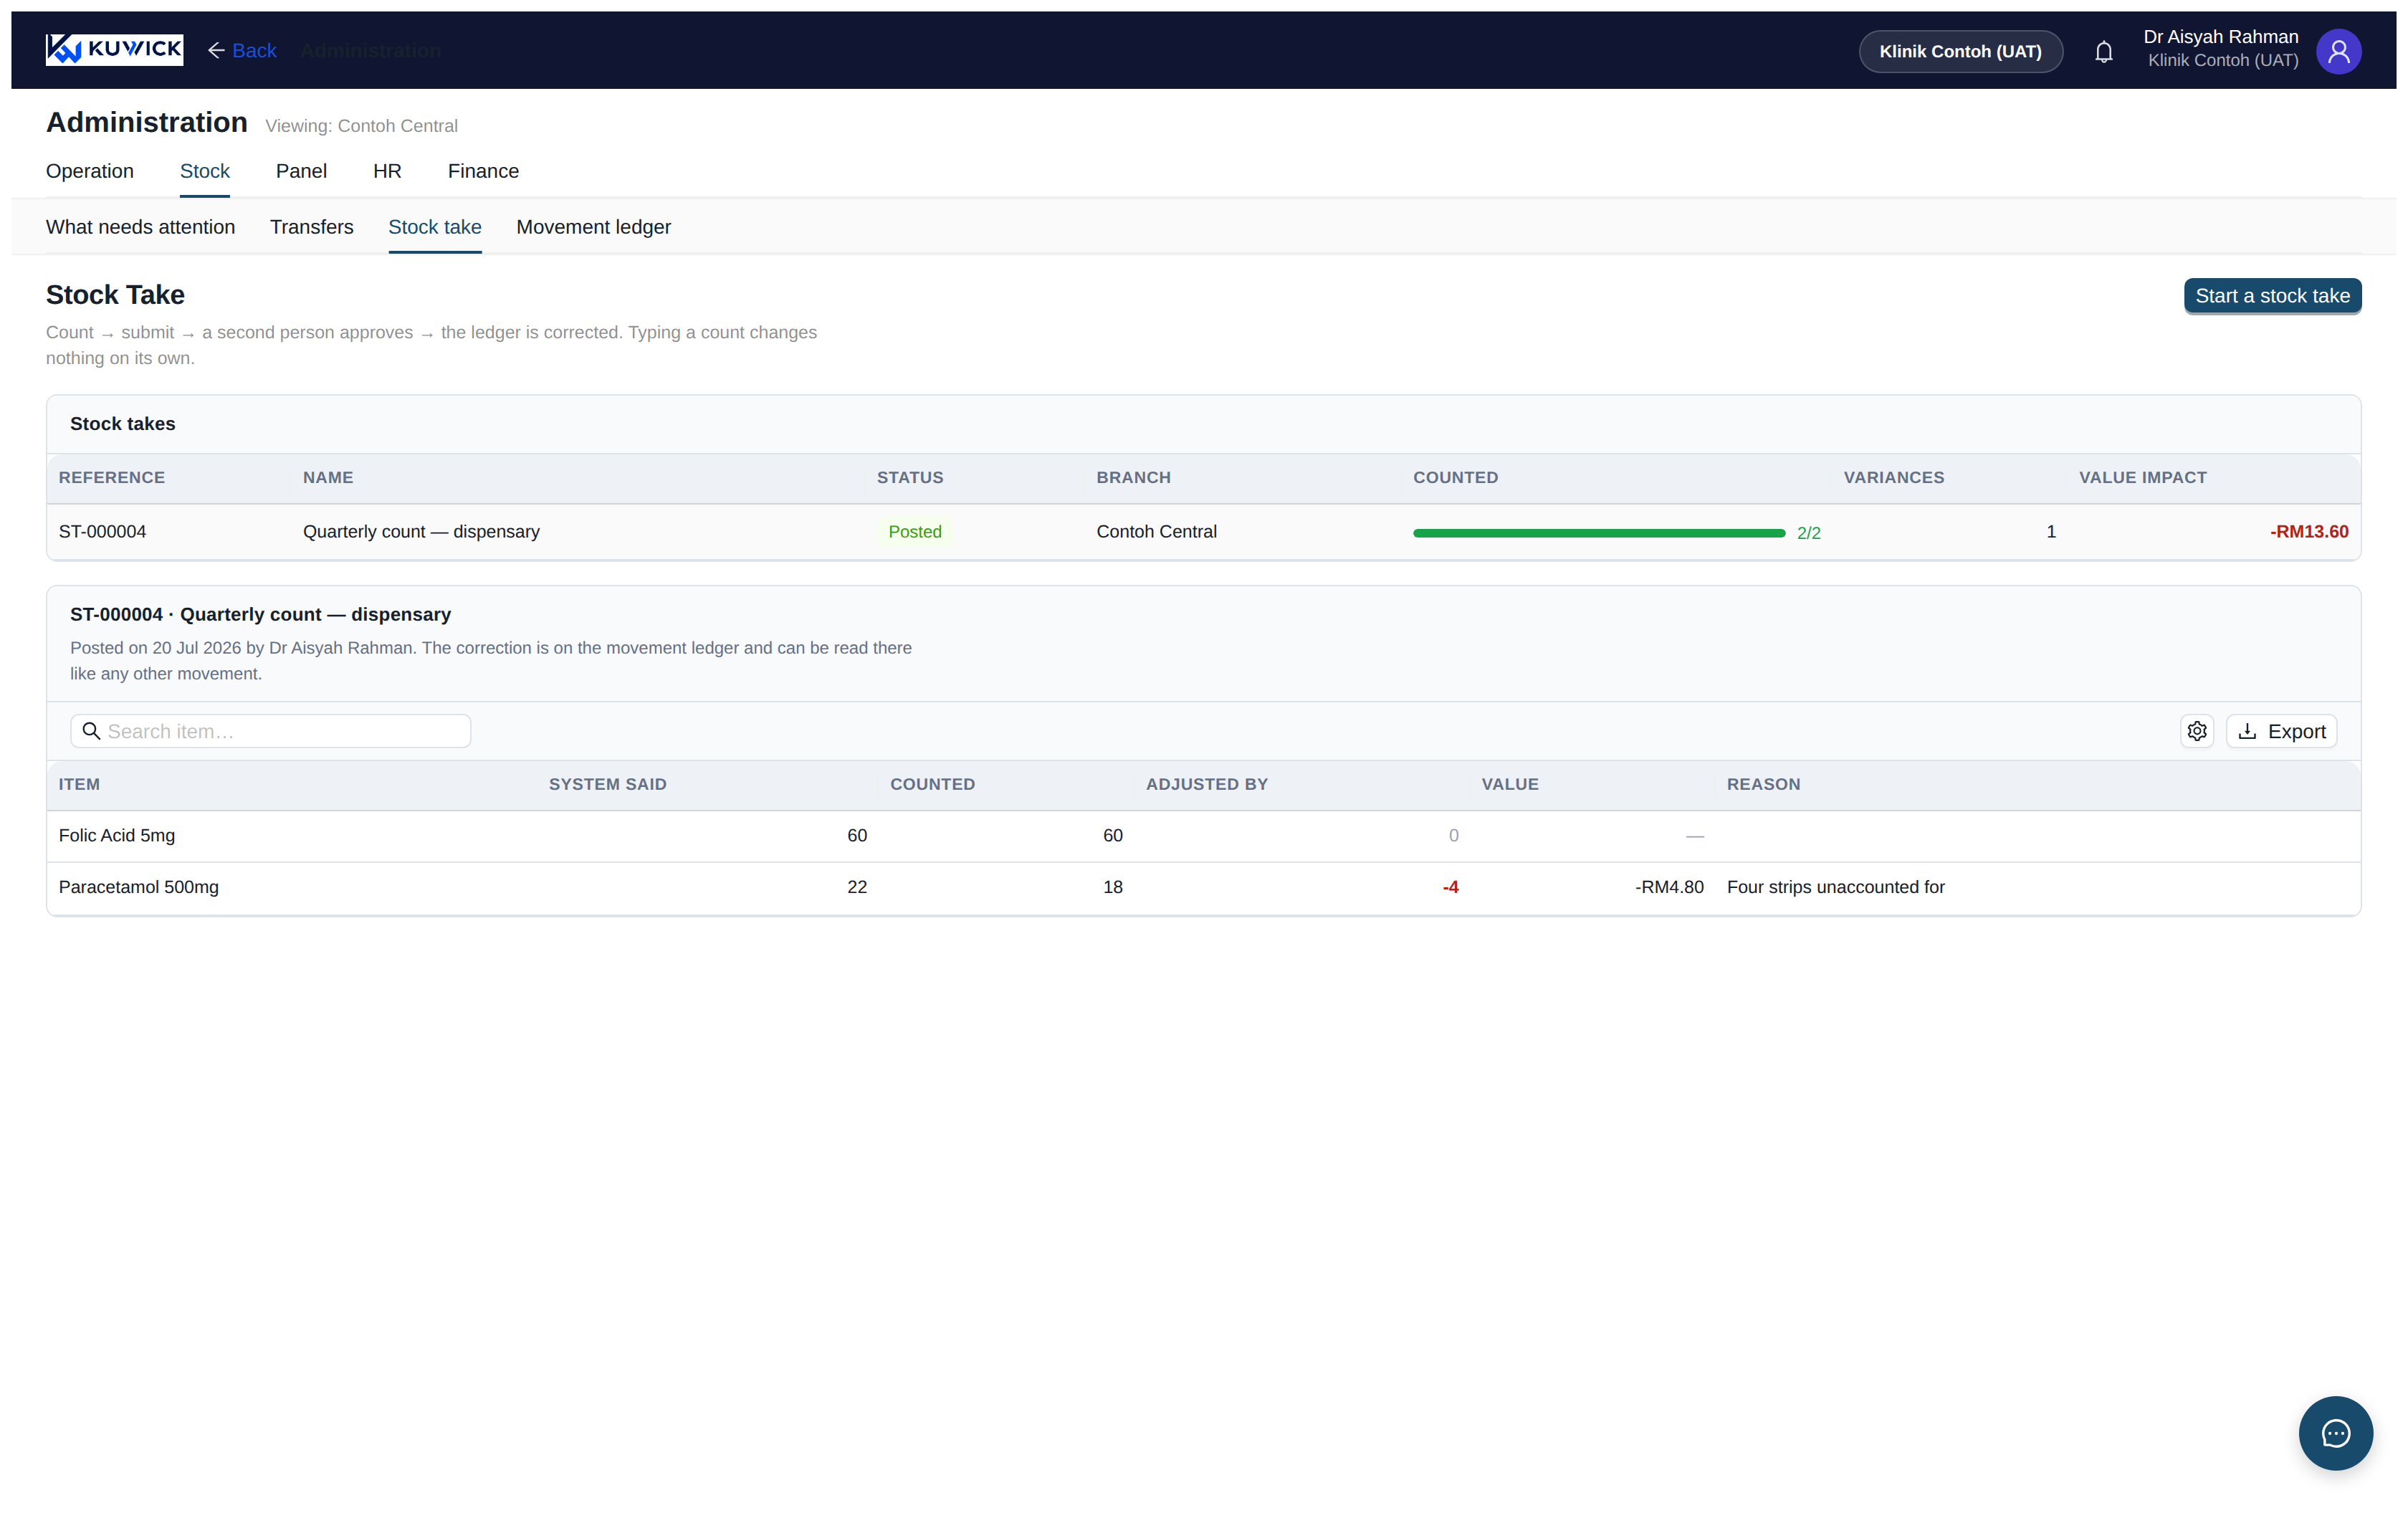 KUWICK
Back
Administration
Klinik Contoh (UAT)
Dr Aisyah Rahman
Klinik Contoh (UAT)
Administration Viewing: Contoh Central
Operation Stock Panel HR Finance
What needs attention Transfers Stock take Movement ledger
Stock Take
Start a stock take
Count → submit → a second person approves → the ledger is corrected. Typing a count changes
nothing on its own.
Stock takes
REFERENCE NAME STATUS BRANCH COUNTED VARIANCES VALUE IMPACT
ST-000004 Quarterly count — dispensary Posted Contoh Central 2/2 1 -RM13.60
ST-000004 · Quarterly count — dispensary
Posted on 20 Jul 2026 by Dr Aisyah Rahman. The correction is on the movement ledger and can be read there
like any other movement.
Search item…
Export
ITEM SYSTEM SAID COUNTED ADJUSTED BY VALUE REASON
Folic Acid 5mg 60 60 0 —
Paracetamol 500mg 22 18 -4 -RM4.80 Four strips unaccounted for